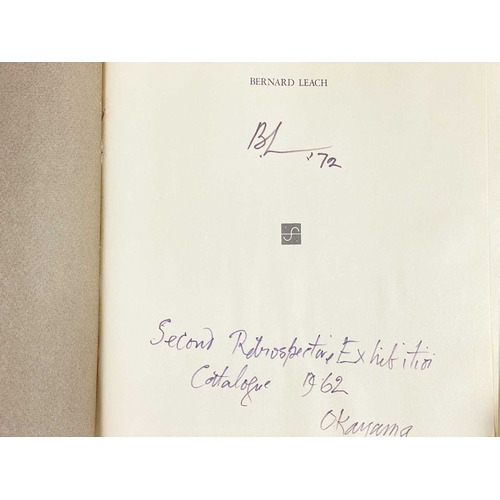 BERNARD LEACH
BL '72
Second Retrospective Exhibition
Catalogue 1962
Okayama